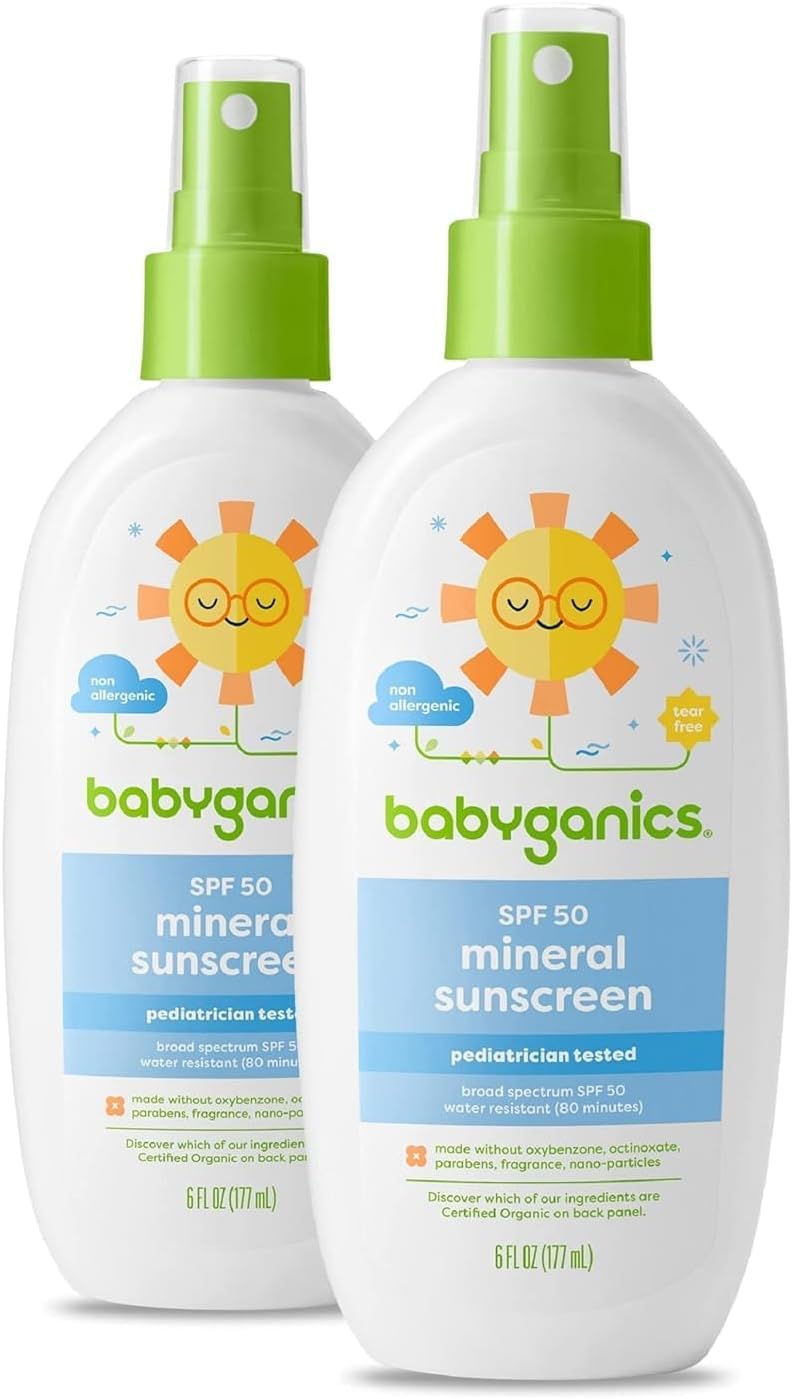 non
allergenic
babygan
SPF 50
minera
sunscree
pediatrician teste
broad spectrum SPF 5
water resistant (80 minu
made without oxybenzone, oc
parabens, fragrance, nano-pa
Discover which of our ingredien
Certified Organic on back pan
6 FL OZ (177 mL)
non
allergenic
tear
free
babyganics®
SPF 50
mineral
sunscreen
pediatrician tested
broad spectrum SPF 50
water resistant (80 minutes)
made without oxybenzone, octinoxate,
parabens, fragrance, nano-particles
Discover which of our ingredients are
Certified Organic on back panel.
6 FL OZ (177 mL)